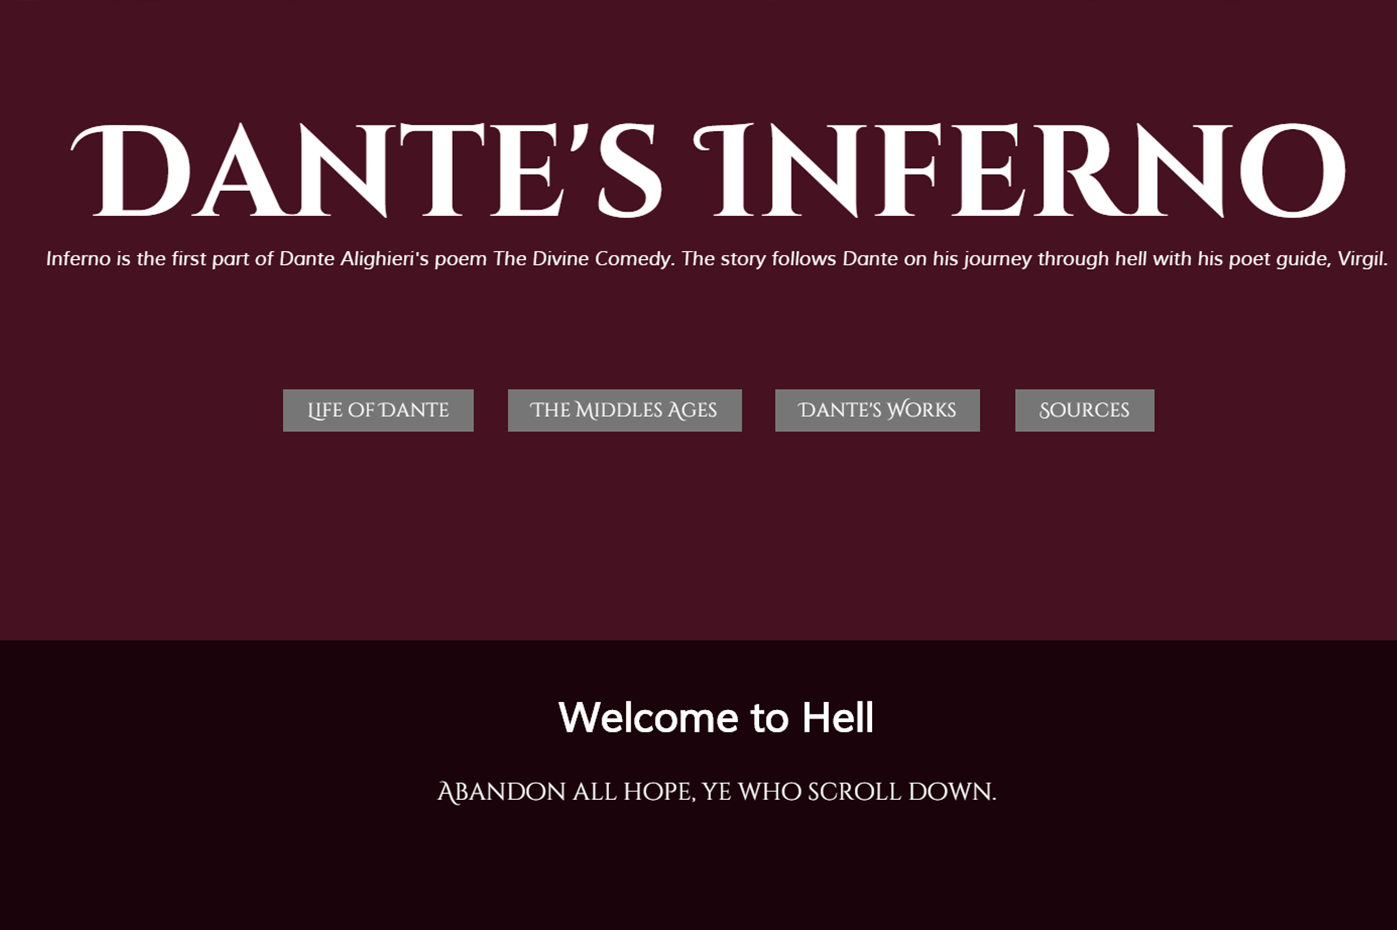 Dante's Inferno
Inferno is the first part of Dante Alighieri's poem The Divine Comedy. The story follows Dante on his journey through hell with his poet guide, Virgil.
Life of Dante
The Middles Ages
Dante's Works
Sources
Welcome to Hell
Abandon all hope, ye who scroll down.